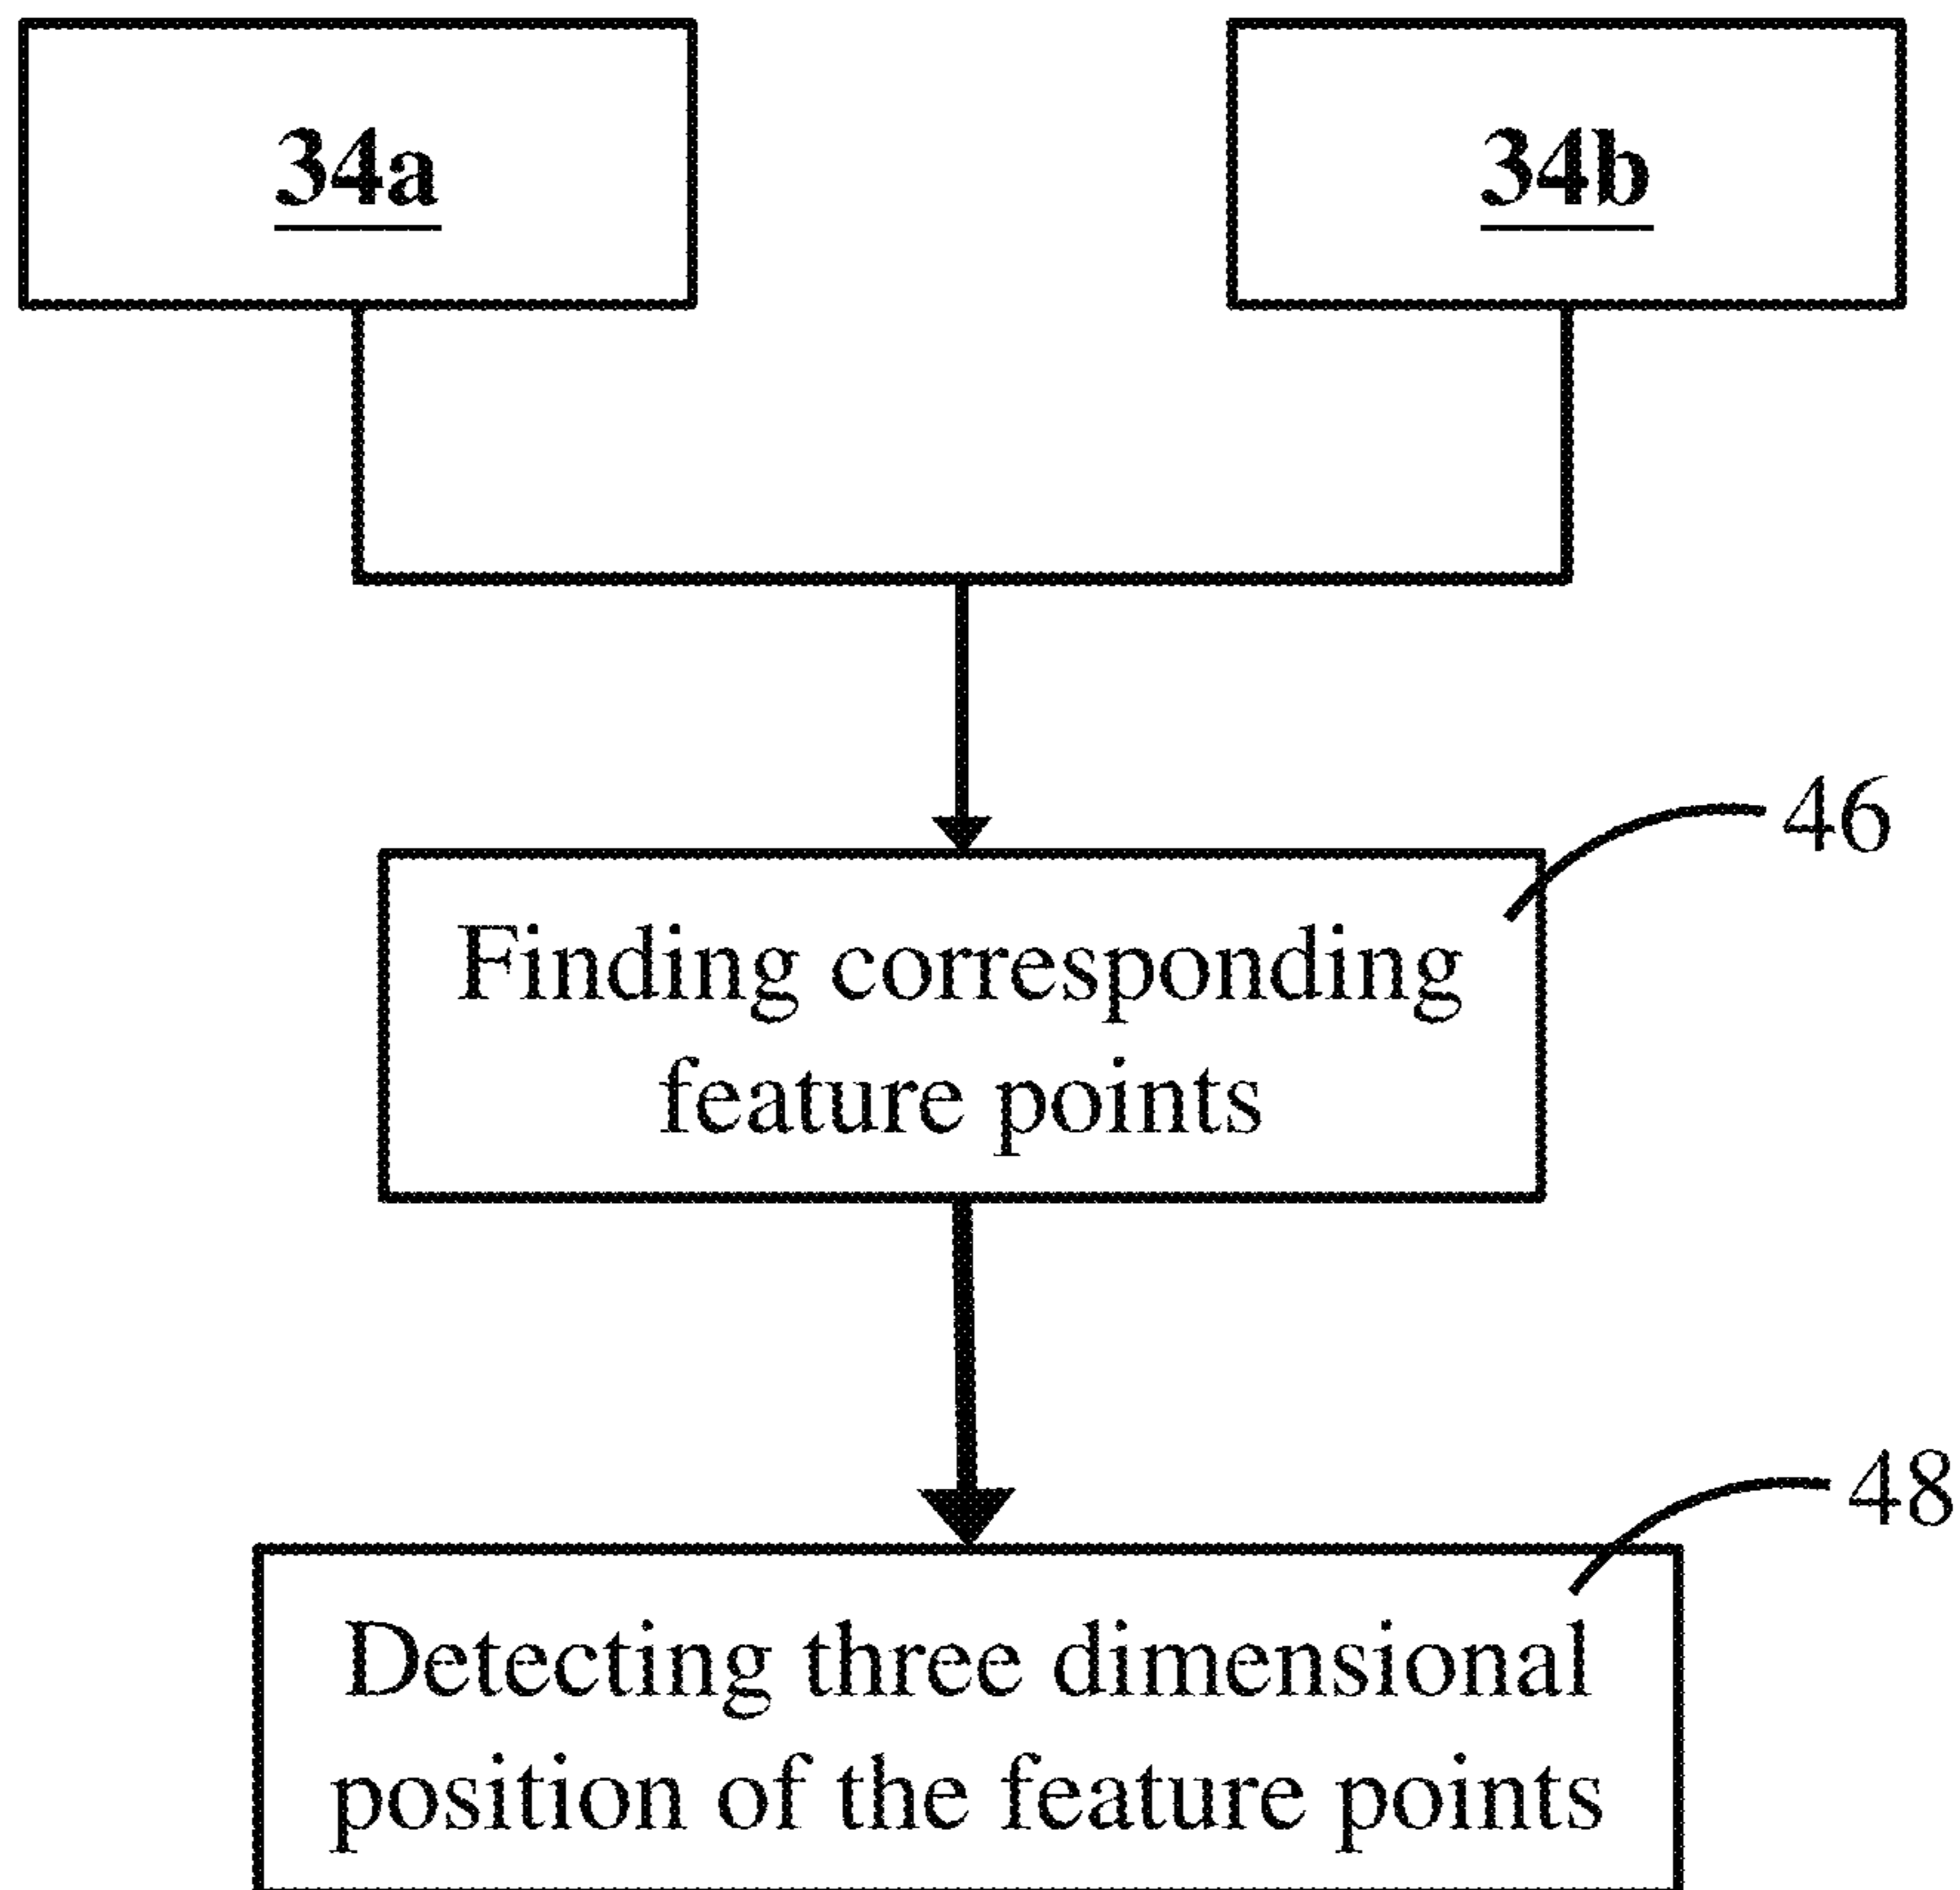 34a
34b
46
Finding corresponding
feature points
48
Detecting three dimensional
position of the feature points